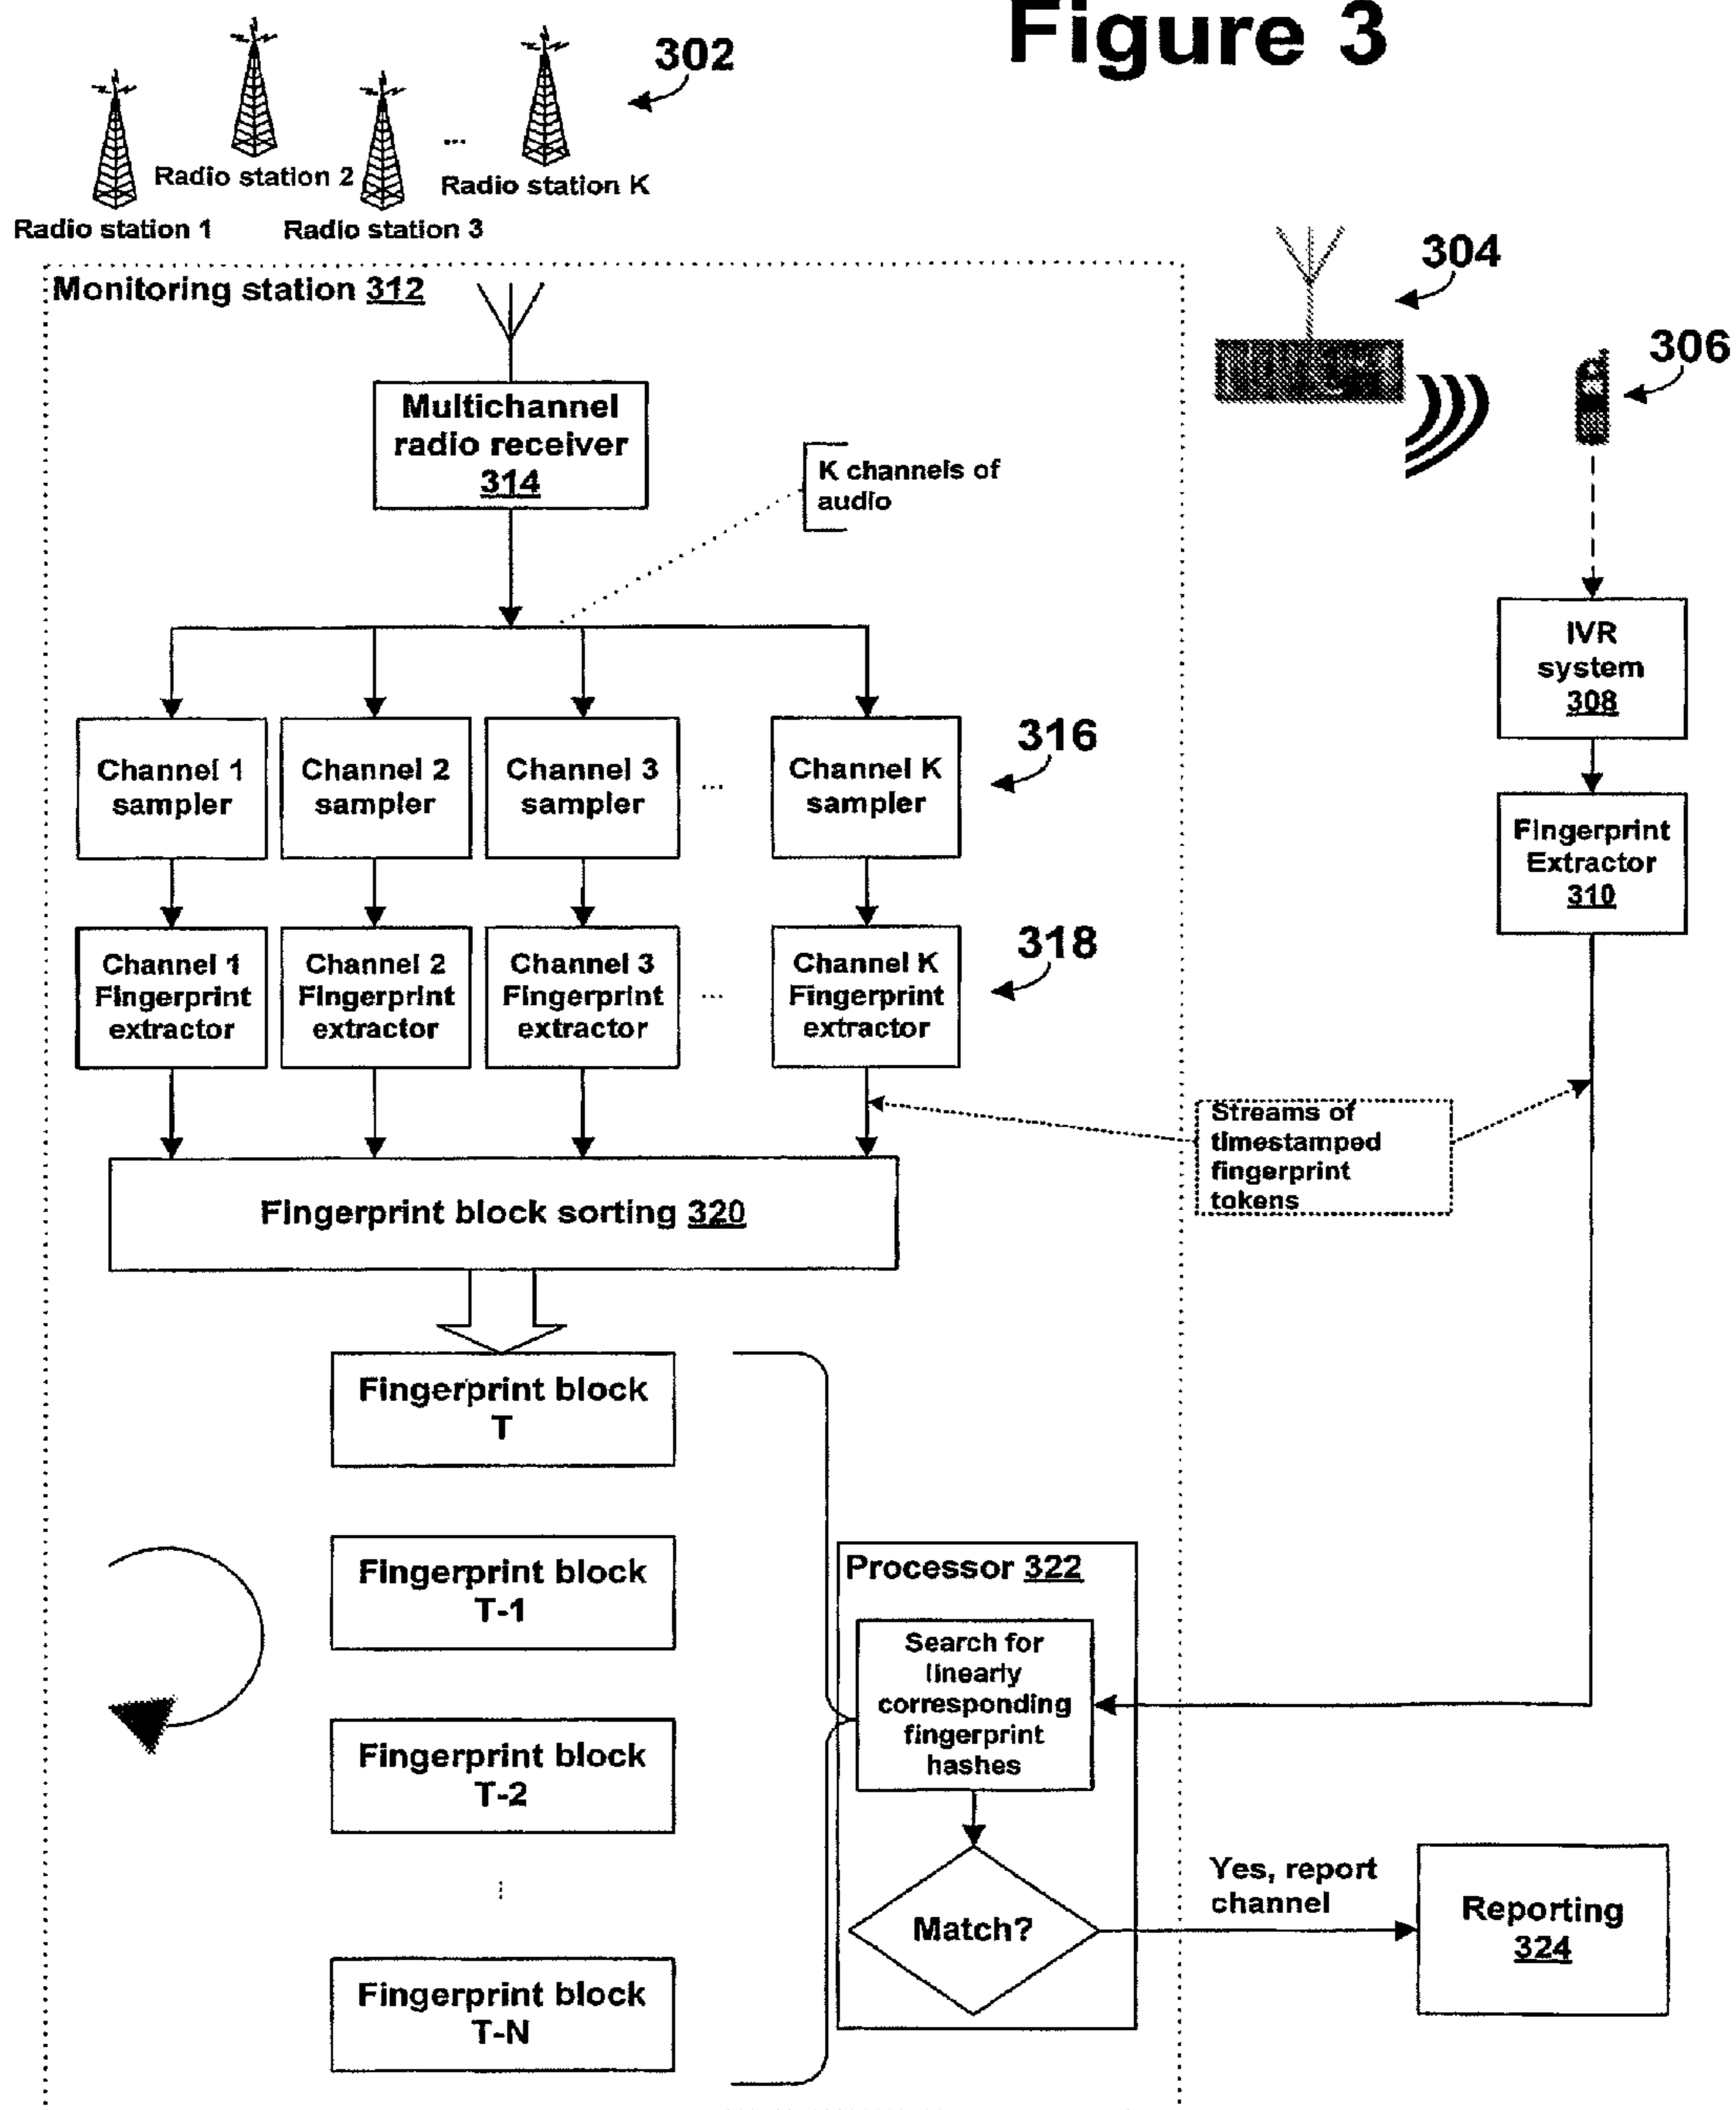 Figure 3
302
...
Radio station 2
Radio station K
Radio station 1
Radio station 3
304
Monitoring station 312
306
Multichannel
radio receiver
314
K channels of
audio
IVR
system
308
Channel 1
sampler
Channel 2
sampler
Channel 3
sampler
...
Channel K
sampler
316
Fingerprint
Extractor
310
Channel 1
Fingerprint
extractor
Channel 2
Fingerprint
extractor
Channel 3
Fingerprint
extractor
...
Channel K
Fingerprint
extractor
318
Streams of
timestamped
fingerprint
tokens
Fingerprint block sorting 320
Fingerprint block
T
Fingerprint block
T-1
Processor 322
Search for
linearly
corresponding
fingerprint
hashes
Fingerprint block
T-2
...
Match?
Yes, report
channel
Reporting
324
Fingerprint block
T-N